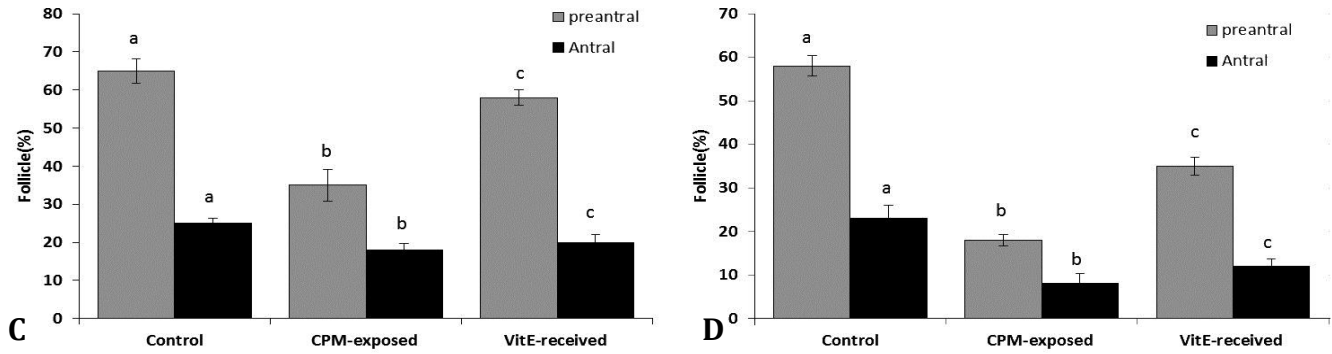 80
70
60
50
40
30
20
10
0
Follicle(%)
preantral
Antral
a
a
b
b
c
c
Control
CPM-exposed
VitE-received
C
70
60
50
40
30
20
10
0
Follicle(%)
preantral
Antral
a
a
b
b
c
c
Control
CPM-exposed
VitE-received
D